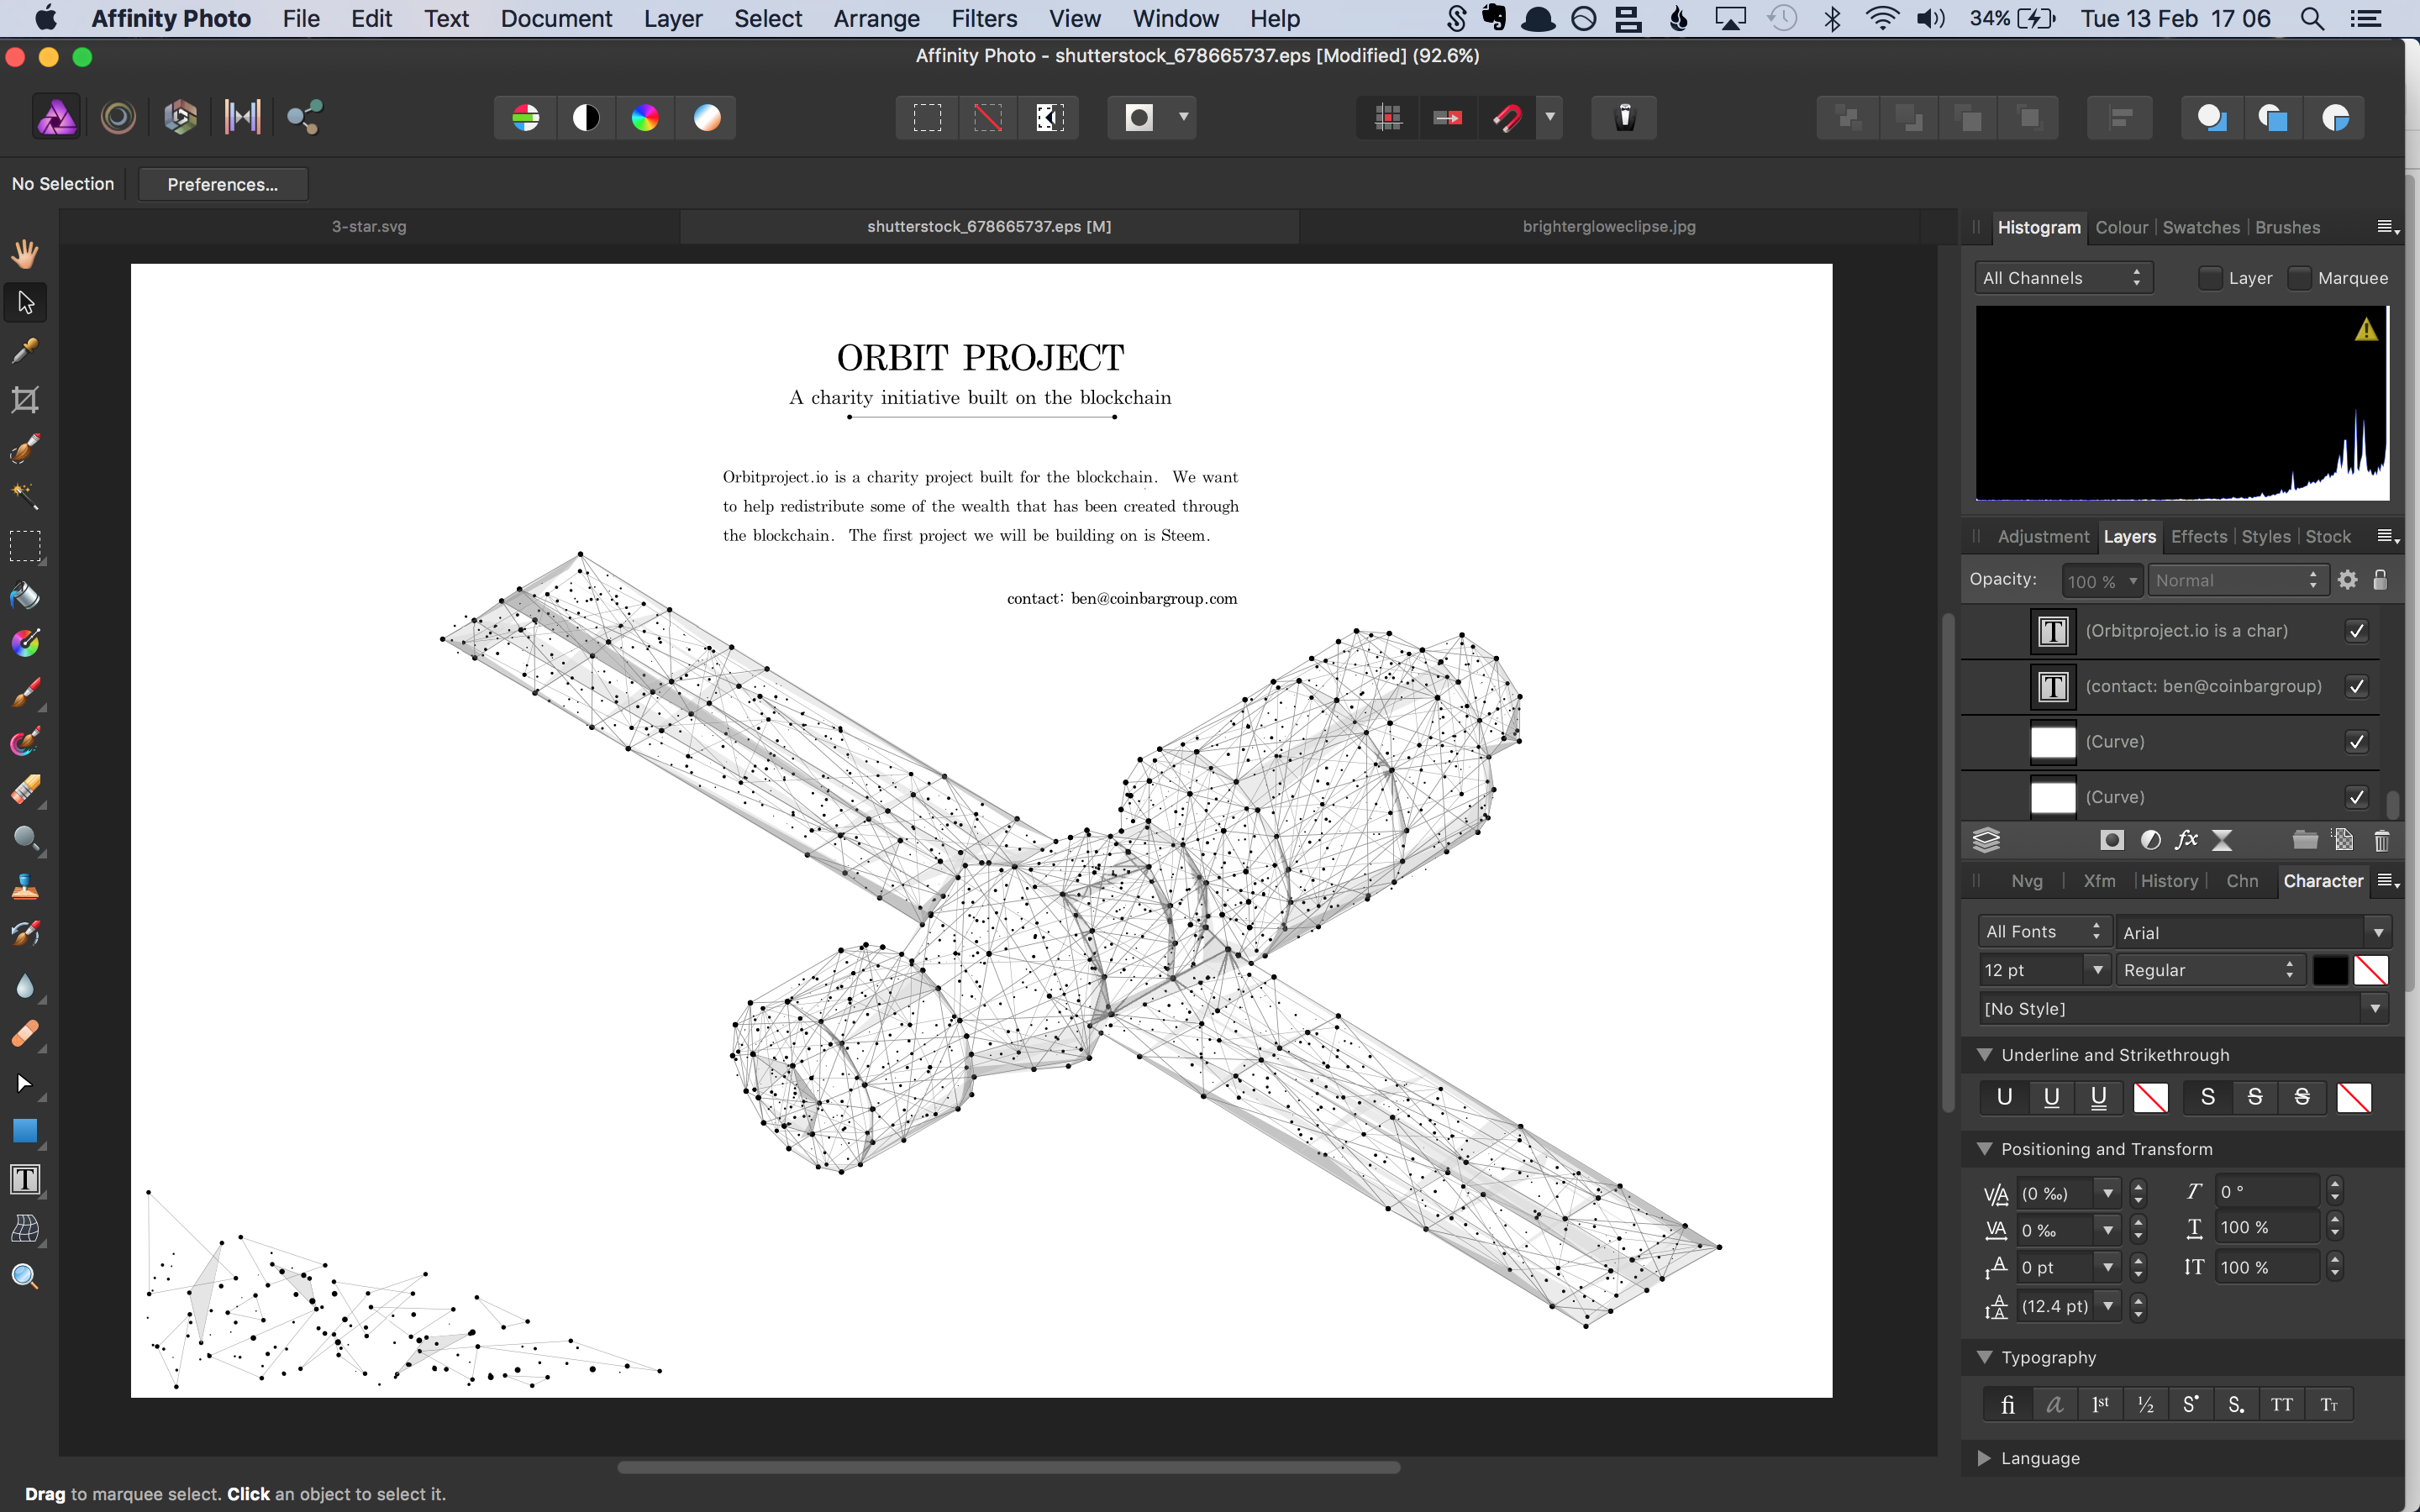 Affinity Photo File Edit Text Document Layer Select Arrange Filters View Window Help 34% Tue 13 Feb 17 06
Affinity Photo - shutterstock_678665737.eps [Modified] (92.6%)
No Selection Preferences...
3-star.svg shutterstock_678665737.eps [M] brightergloweclipse.jpg
Histogram Colour Swatches Brushes
All Channels Layer Marquee
ORBIT PROJECT
A charity initiative built on the blockchain
Orbitproject.io is a charity project built for the blockchain. We want
to help redistribute some of the wealth that has been created through
the blockchain. The first project we will be building on is Steem.
contact: ben@coinbargroup.com
Adjustment Layers Effects Styles Stock
Opacity: 100 % Normal
(Orbitproject.io is a char)
(contact: ben@coinbargroup)
(Curve)
(Curve)
Nvg Xfm History Chn Character
All Fonts Arial
12 pt Regular
[No Style]
Underline and Strikethrough
U U U S S S
Positioning and Transform
V/A (0 ‰) T 0 °
VA 0 ‰ T 100 %
A 0 pt IT 100 %
A A (12.4 pt)
Typography
fi a 1st ½ S S TT TT
Language
Drag to marquee select. Click an object to select it.